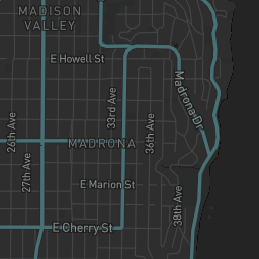 MADISON
VALLEY
E Howell St
Madrona Dr
33rd Ave
36th Ave
26th Ave
27th Ave
MADRONA
E Marion St
38th Ave
E Cherry St